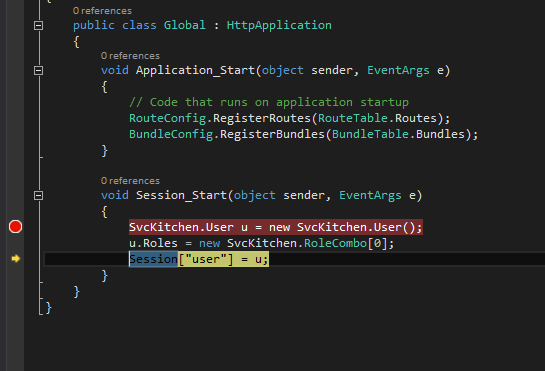 {
0 references
public class Global : HttpApplication
{
0 references
void Application_Start(object sender, EventArgs e)
{
// Code that runs on application startup
RouteConfig.RegisterRoutes(RouteTable.Routes);
BundleConfig.RegisterBundles(BundleTable.Bundles);
}
0 references
void Session_Start(object sender, EventArgs e)
{
SvcKitchen.User u = new SvcKitchen.User();
u.Roles = new SvcKitchen.RoleCombo[0];
Session["user"] = u;
}
}
}